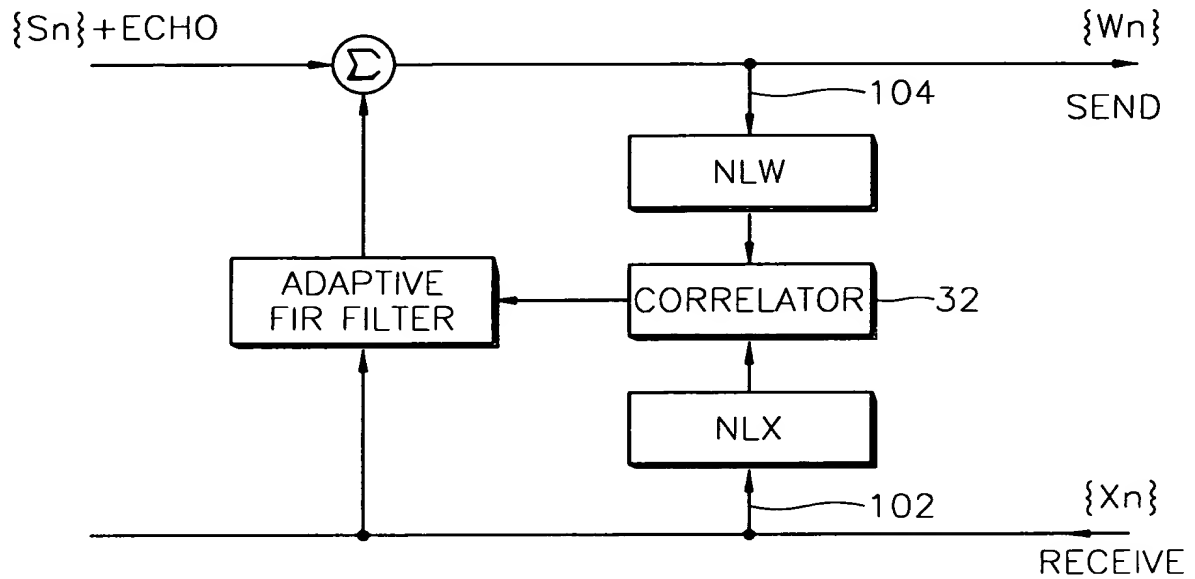 {Sn}+ECHO
Σ
{Wn}
104
SEND
NLW
ADAPTIVE
FIR FILTER
CORRELATOR
32
NLX
102
{Xn}
RECEIVE